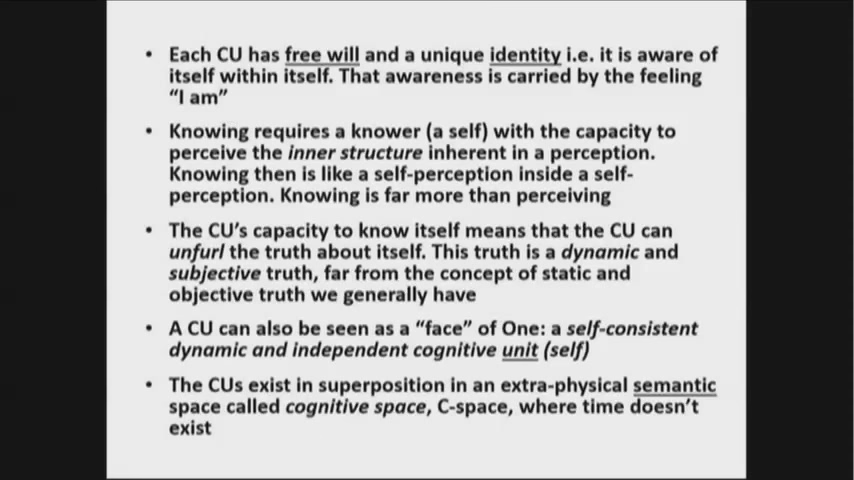 • Each CU has free will and a unique identity i.e. it is aware of
itself within itself. That awareness is carried by the feeling
“I am”
• Knowing requires a knower (a self) with the capacity to
perceive the inner structure inherent in a perception.
Knowing then is like a self-perception inside a self-
perception. Knowing is far more than perceiving
• The CU’s capacity to know itself means that the CU can
unfurl the truth about itself. This truth is a dynamic and
subjective truth, far from the concept of static and
objective truth we generally have
• A CU can also be seen as a “face” of One: a self-consistent
dynamic and independent cognitive unit (self)
• The CUs exist in superposition in an extra-physical semantic
space called cognitive space, C-space, where time doesn’t
exist